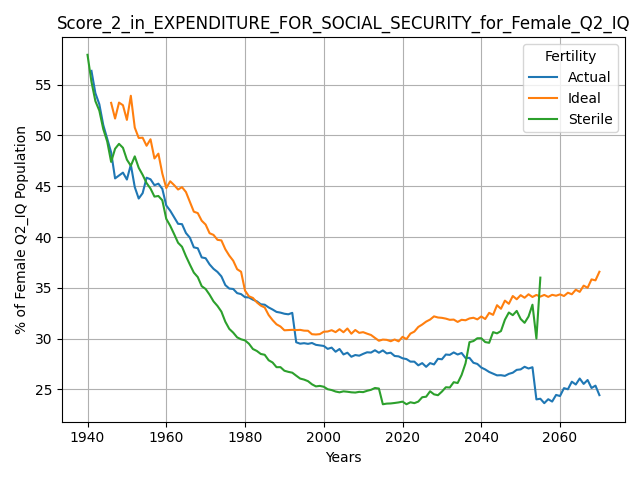 Score_2_in_EXPENDITURE_FOR_SOCIAL_SECURITY_for_Female_Q2_IQ
Fertility
Actual
Ideal
Sterile
% of Female Q2_IQ Population
55
50
45
40
35
30
25
1940
1960
1980
2000
2020
2040
2060
Years